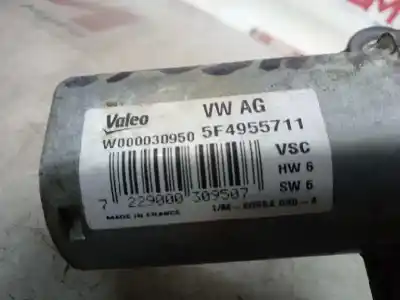 Valeo VW AG
W000030950 5F4955711
VSC
HW 6
SW 6
7 229000 309507
MADE IN FRANCE